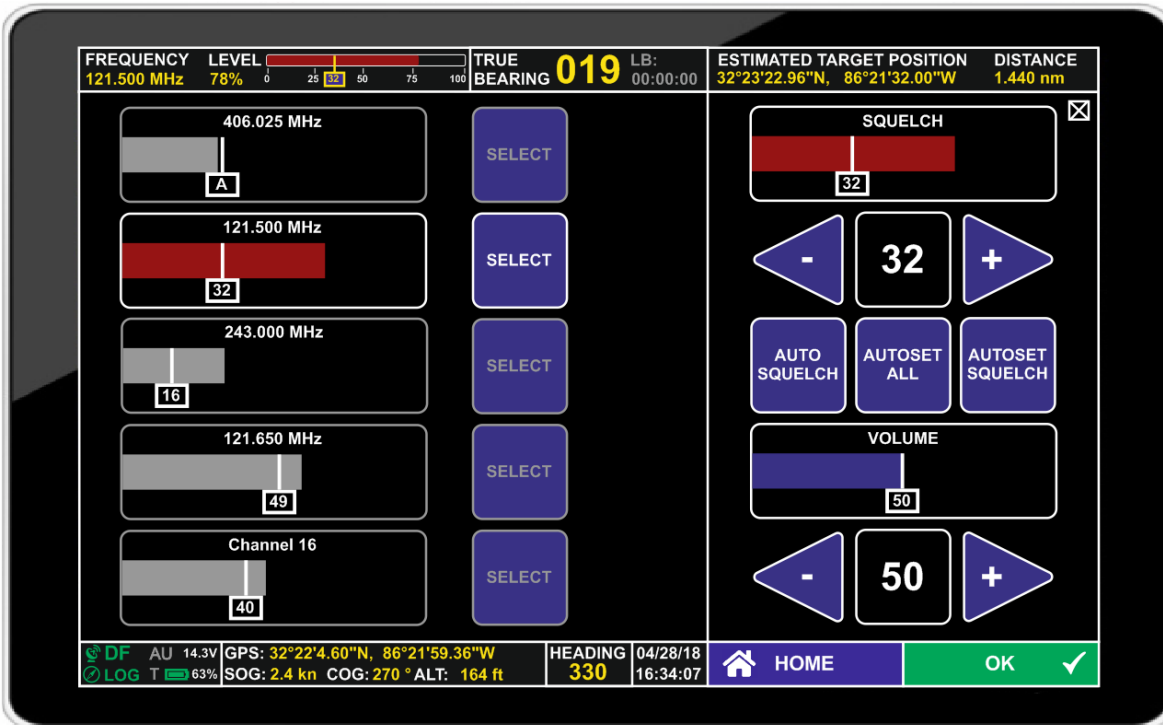 FREQUENCY LEVEL
121.500 MHz 78% 0 25 32 50 75 100
TRUE BEARING 019
LB: 00:00:00
ESTIMATED TARGET POSITION DISTANCE
32°23'22.96"N, 86°21'32.00"W 1.440 nm
406.025 MHz
A
SELECT
121.500 MHz
32
SELECT
243.000 MHz
16
SELECT
121.650 MHz
49
SELECT
Channel 16
40
SELECT
SQUELCH
32
- 32 +
AUTO SQUELCH
AUTOSET ALL
AUTOSET SQUELCH
VOLUME
50
- 50 +
DF AU 14.3V
LOG T 63%
GPS: 32°22'4.60"N, 86°21'59.36"W
SOG: 2.4 kn COG: 270 ° ALT: 164 ft
HEADING
330
04/28/18
16:34:07
HOME
OK